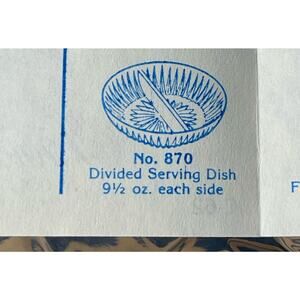 No. 870
Divided Serving Dish
9½ oz. each side
F